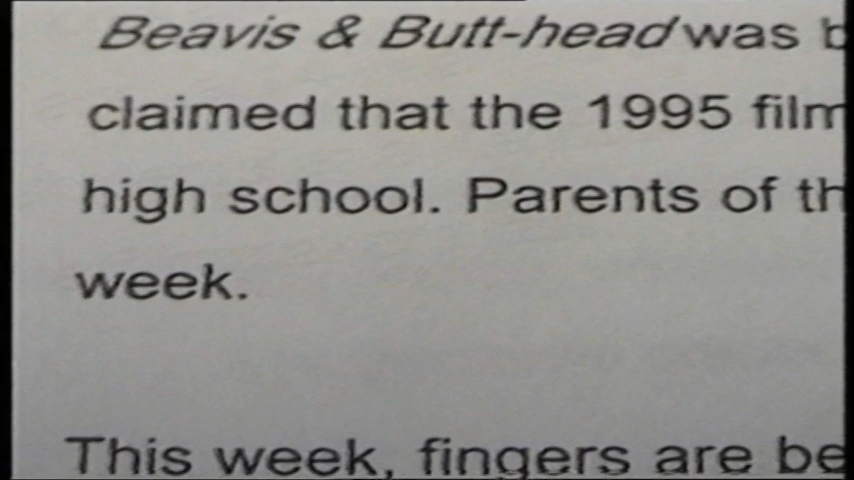 Beavis & Butt-head was
claimed that the 1995 film
high school. Parents of
week.
This week, fingers are